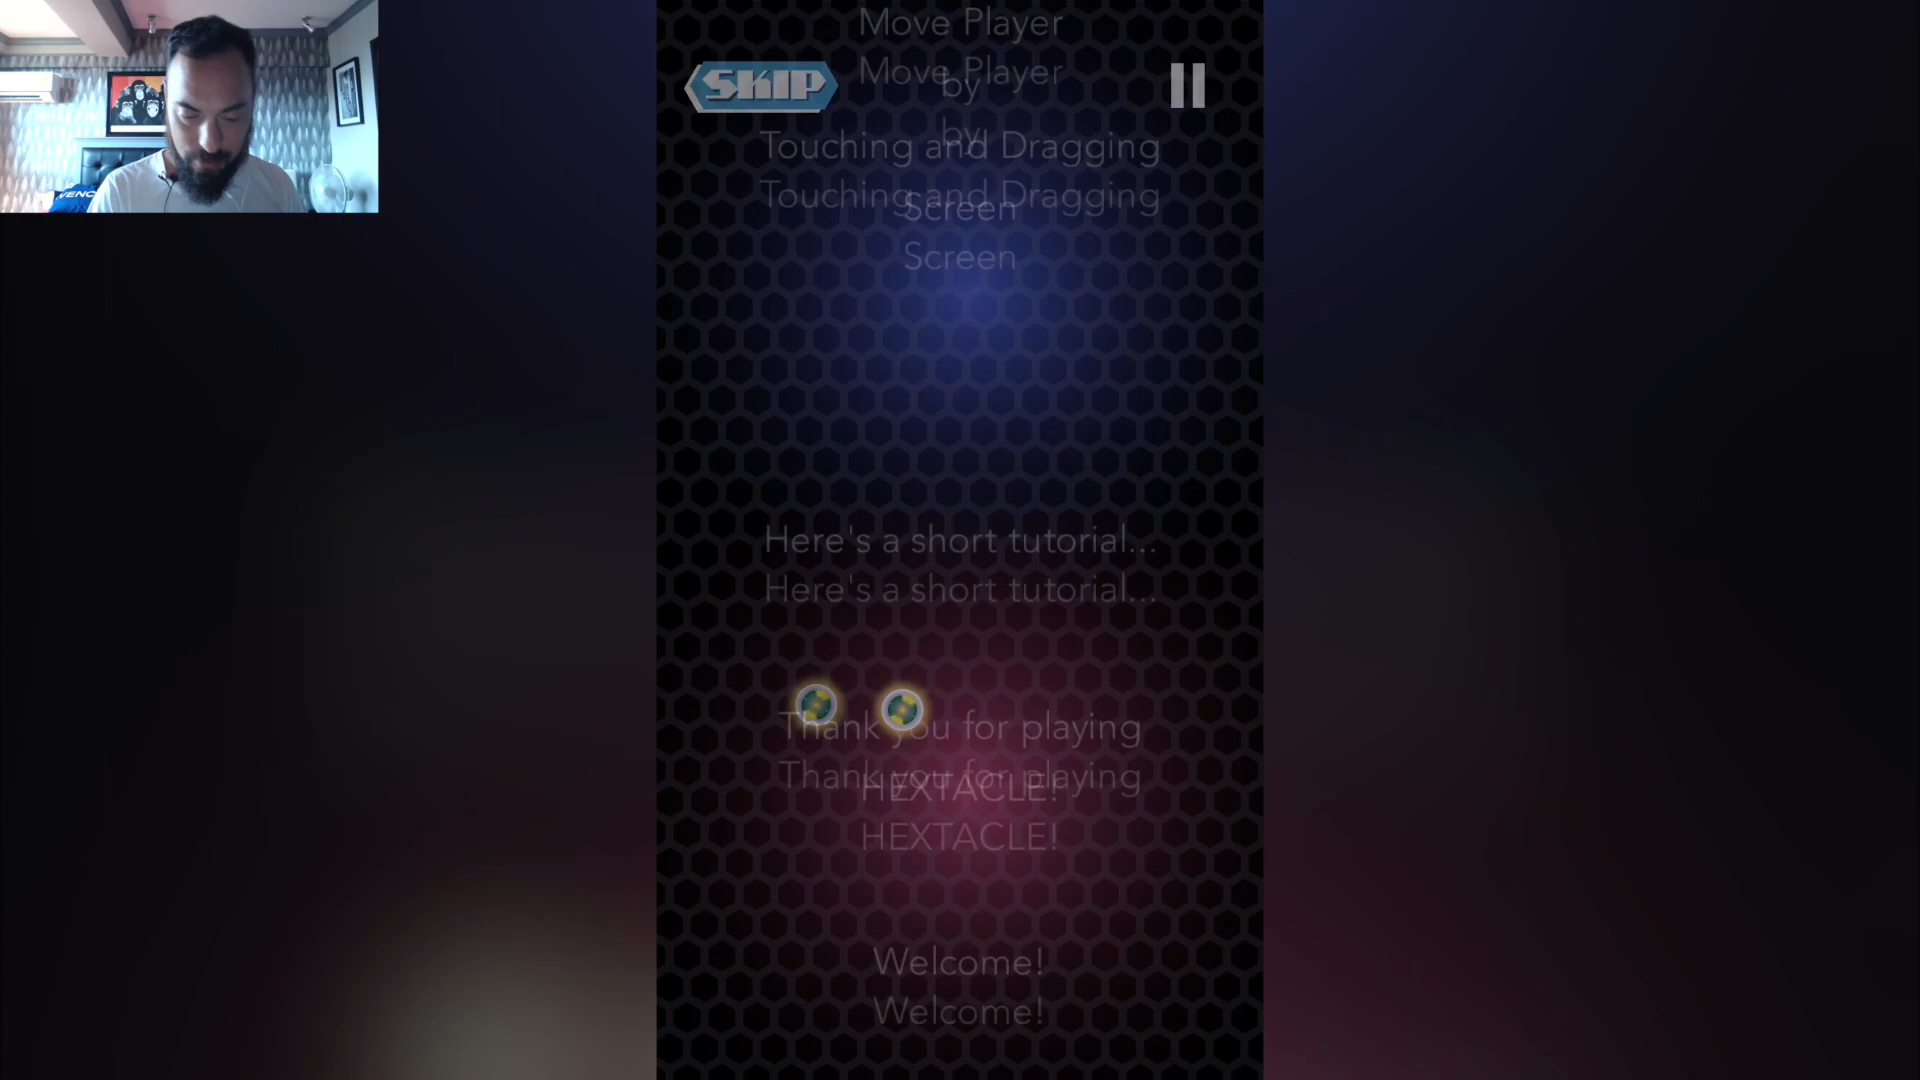 Move Player
SKIP
Move Player
by
by
Touching and Dragging
Touching and Dragging
Screen
Screen
Here's a short tutorial...
Here's a short tutorial...
Thank you for playing
Thank you for playing
HEXTACLE!
HEXTACLE!
Welcome!
Welcome!